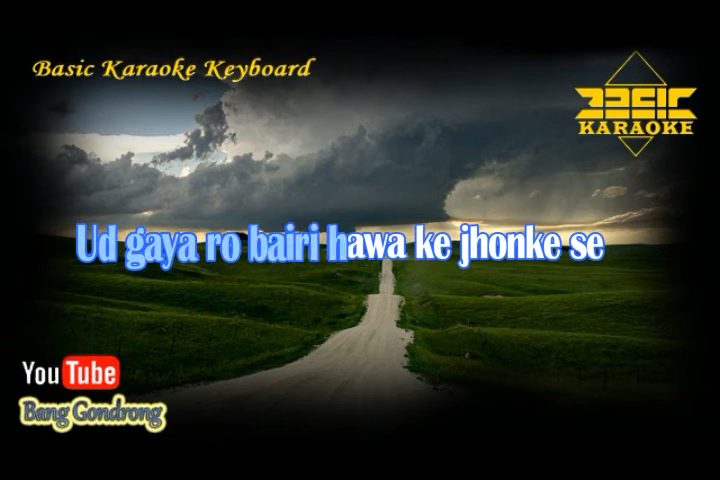 Basic Karaoke Keyboard
BASIC
KARAOKE
Ud gaya ro bairi hawa ke jhonke se
YouTube
Bang Gondrong